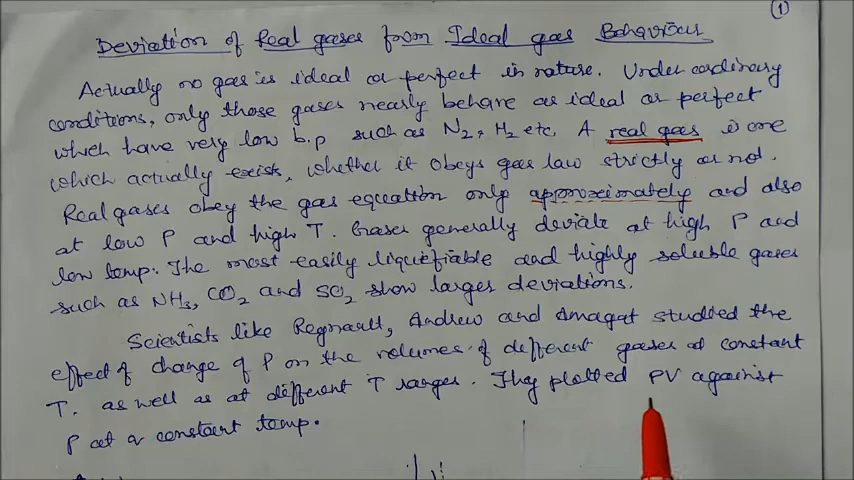 (1)
Deviation of Real gases from Ideal gas Behaviour
Actually no gas is ideal or perfect in nature. Under ordinary
conditions, only those gases nearly behave as ideal or perfect
which have very low b.p such as N2, H2 etc. A real gas is one
which actually exists, whether it obeys gas law strictly or not.
Real gases obey the gas equation only approximately and also
at low P and high T. Gases generally deviate at high P and
low temp. The most easily liquefiable and highly soluble gases
such as NH3, CO2 and SO2 show larger deviations.
Scientists like Regnault, Andrew and Amagat studied the
effect of change of P on the volumes of different gases at constant
T. as well as at different T ranges. They plotted PV against
P at a constant temp.